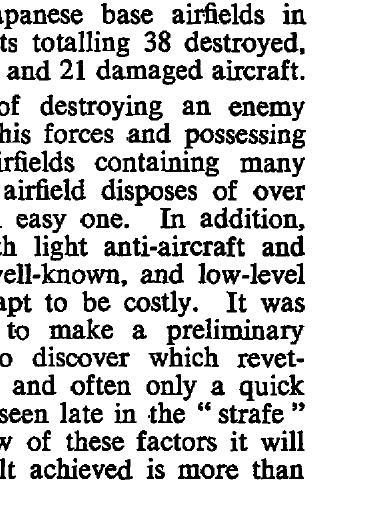 apanese base airfields in
ts totalling 38 destroyed,
and 21 damaged aircraft.
of destroying an enemy
his forces and possessing
irfields containing many
airfield disposes of over
easy one. In addition,
th light anti-aircraft and
vell-known, and low-level
apt to be costly. It was
to make a preliminary
o discover which revet-
and often only a quick
seen late in the “ strafe ”
w of these factors it will
lt achieved is more than